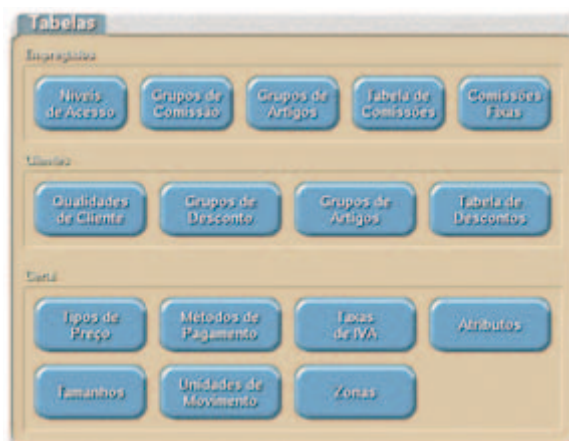 Tabelas
Empregados
Níveis
de Acesso
Grupos de
Comissão
Grupos de
Artigos
Tabela de
Comissões
Comissões
Fixas
Clientes
Qualidades
de Cliente
Grupos de
Desconto
Grupos de
Artigos
Tabela de
Descontos
Geral
Tipos de
Preço
Métodos de
Pagamento
Taxas
de IVA
Atributos
Tamanhos
Unidades de
Movimento
Zonas